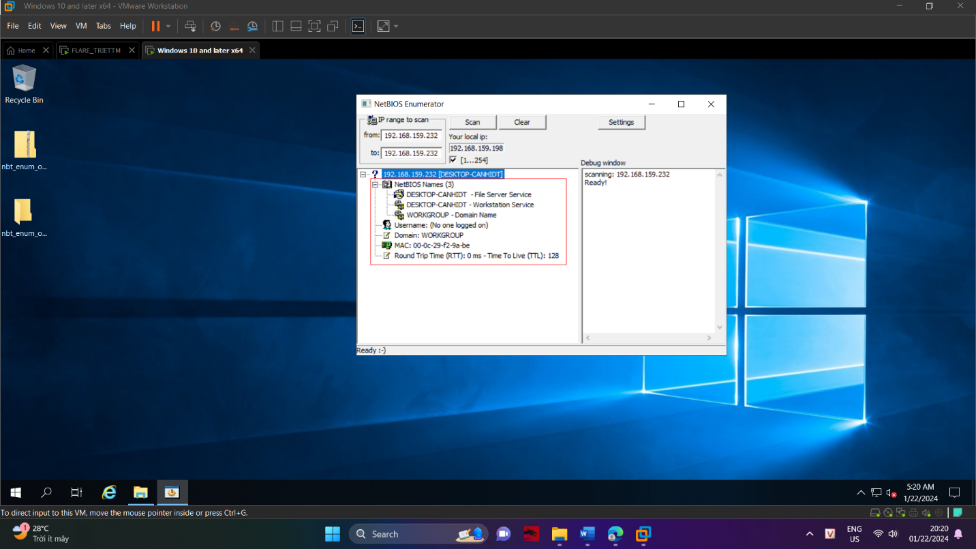 Windows 10 and later x64 - VMware Workstation
File Edit View VM Tabs Help
Home
FLARE_TRIETTM
Windows 10 and later x64
Recycle Bin
nbt_enum_o...
nbt_enum_o...
NetBIOS Enumerator
IP range to scan
from: 192.168.159.232
to: 192.168.159.232
Scan Clear Settings
Your local ip:
192.168.159.198
[1...254]
Debug window
scanning: 192.168.159.232
Ready!
192.168.159.232 [DESKTOP-CANHIDT]
NetBIOS Names (3)
DESKTOP-CANHIDT - File Server Service
DESKTOP-CANHIDT - Workstation Service
WORKGROUP - Domain Name
Username: (No one logged on)
Domain: WORKGROUP
MAC: 00-0c-29-f2-9a-be
Round Trip Time (RTT): 0 ms - Time To Live (TTL): 128
Ready :-)
5:20 AM
1/22/2024
To direct input to this VM, move the mouse pointer inside or press Ctrl+G.
1
28°C
Trời ít mây
Search
V
ENG
US
20:20
01/22/2024